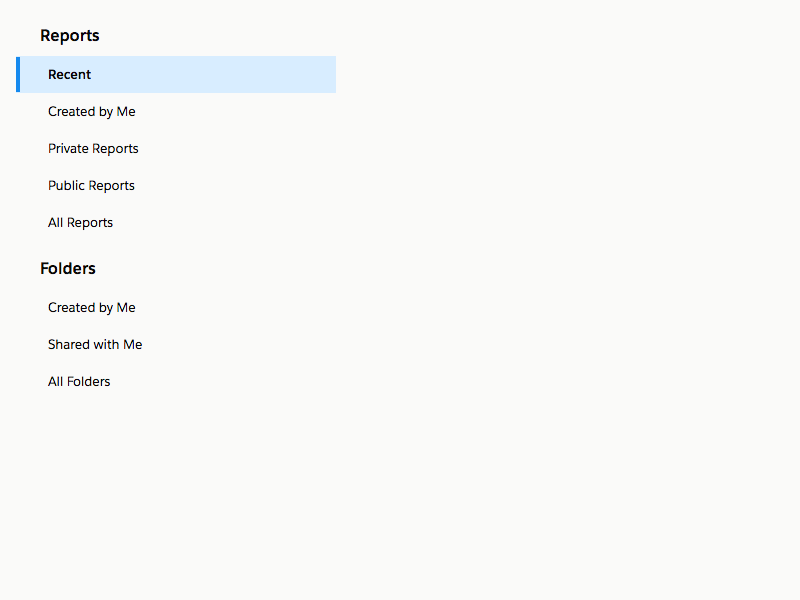 Reports
Recent
Created by Me
Private Reports
Public Reports
All Reports
Folders
Created by Me
Shared with Me
All Folders